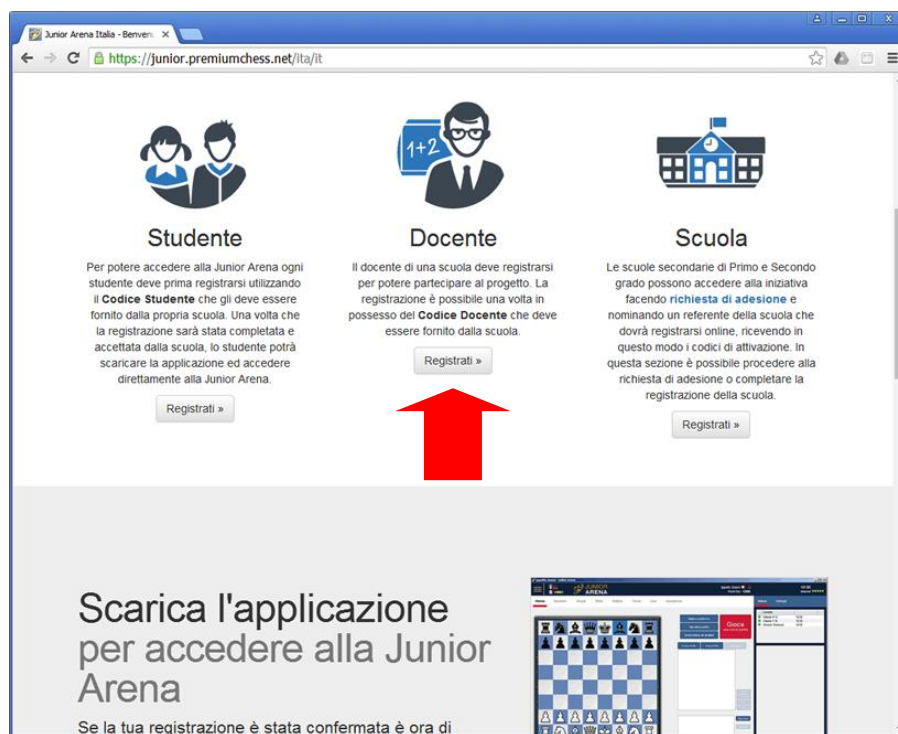 Junior Arena Italia - Benven
https://junior.premiumchess.net/ita/it
1+2
Studente
Per potere accedere alla Junior Arena ogni
studente deve prima registrarsi utilizzando
il Codice Studente che gli deve essere
fornito dalla propria scuola. Una volta che
la registrazione sarà stata completata e
accettata dalla scuola, lo studente potrà
scaricare la applicazione ed accedere
direttamente alla Junior Arena.
Registrati »
Docente
Il docente di una scuola deve registrarsi
per potere partecipare al progetto. La
registrazione è possibile una volta in
possesso del Codice Docente che deve
essere fornito dalla scuola.
Registrati »
Scuola
Le scuole secondarie di Primo e Secondo
grado possono accedere alla iniziativa
facendo richiesta di adesione e
nominando un referente della scuola che
dovrà registrarsi online, ricevendo in
questo modo i codici di attivazione. In
questa sezione è possibile procedere alla
richiesta di adesione o completare la
registrazione della scuola.
Registrati »
Scarica l'applicazione
per accedere alla Junior
Arena
Se la tua registrazione è stata confermata è ora di
JUNIOR
ARENA
Gioca